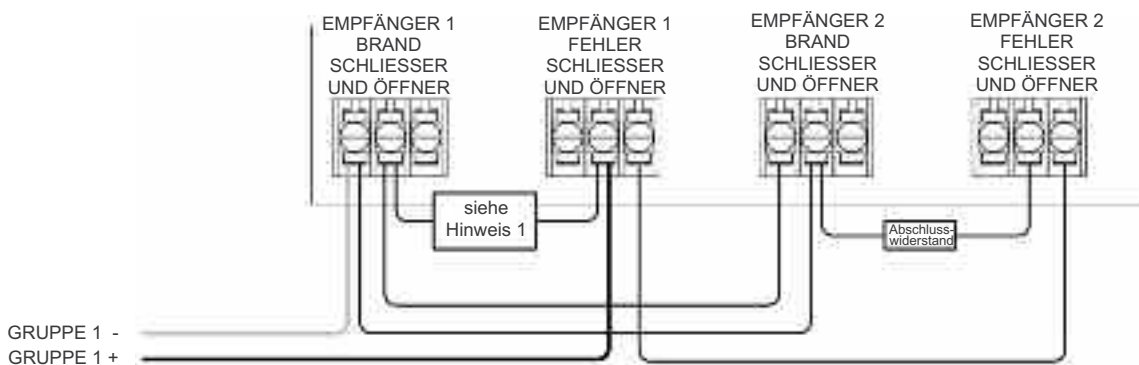 EMPFÄNGER 1
BRAND
SCHLIESSER
UND ÖFFNER
EMPFÄNGER 1
FEHLER
SCHLIESSER
UND ÖFFNER
EMPFÄNGER 2
BRAND
SCHLIESSER
UND ÖFFNER
EMPFÄNGER 2
FEHLER
SCHLIESSER
UND ÖFFNER
siehe
Hinweis 1
Abschluss-
widerstand
GRUPPE 1 -
GRUPPE 1 +